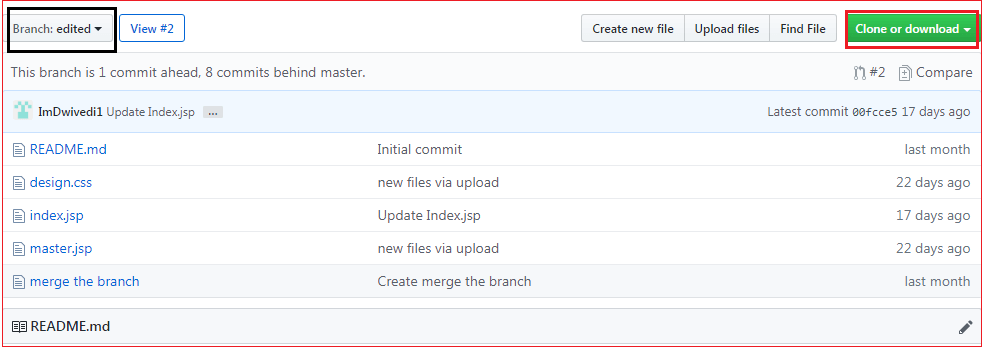 Branch: edited View #2 Create new file Upload files Find File Clone or download
This branch is 1 commit ahead, 8 commits behind master. #2 Compare
ImDwivedi1 Update Index.jsp ... Latest commit 00fcce5 17 days ago
README.md Initial commit last month
design.css new files via upload 22 days ago
index.jsp Update Index.jsp 17 days ago
master.jsp new files via upload 22 days ago
merge the branch Create merge the branch last month
README.md